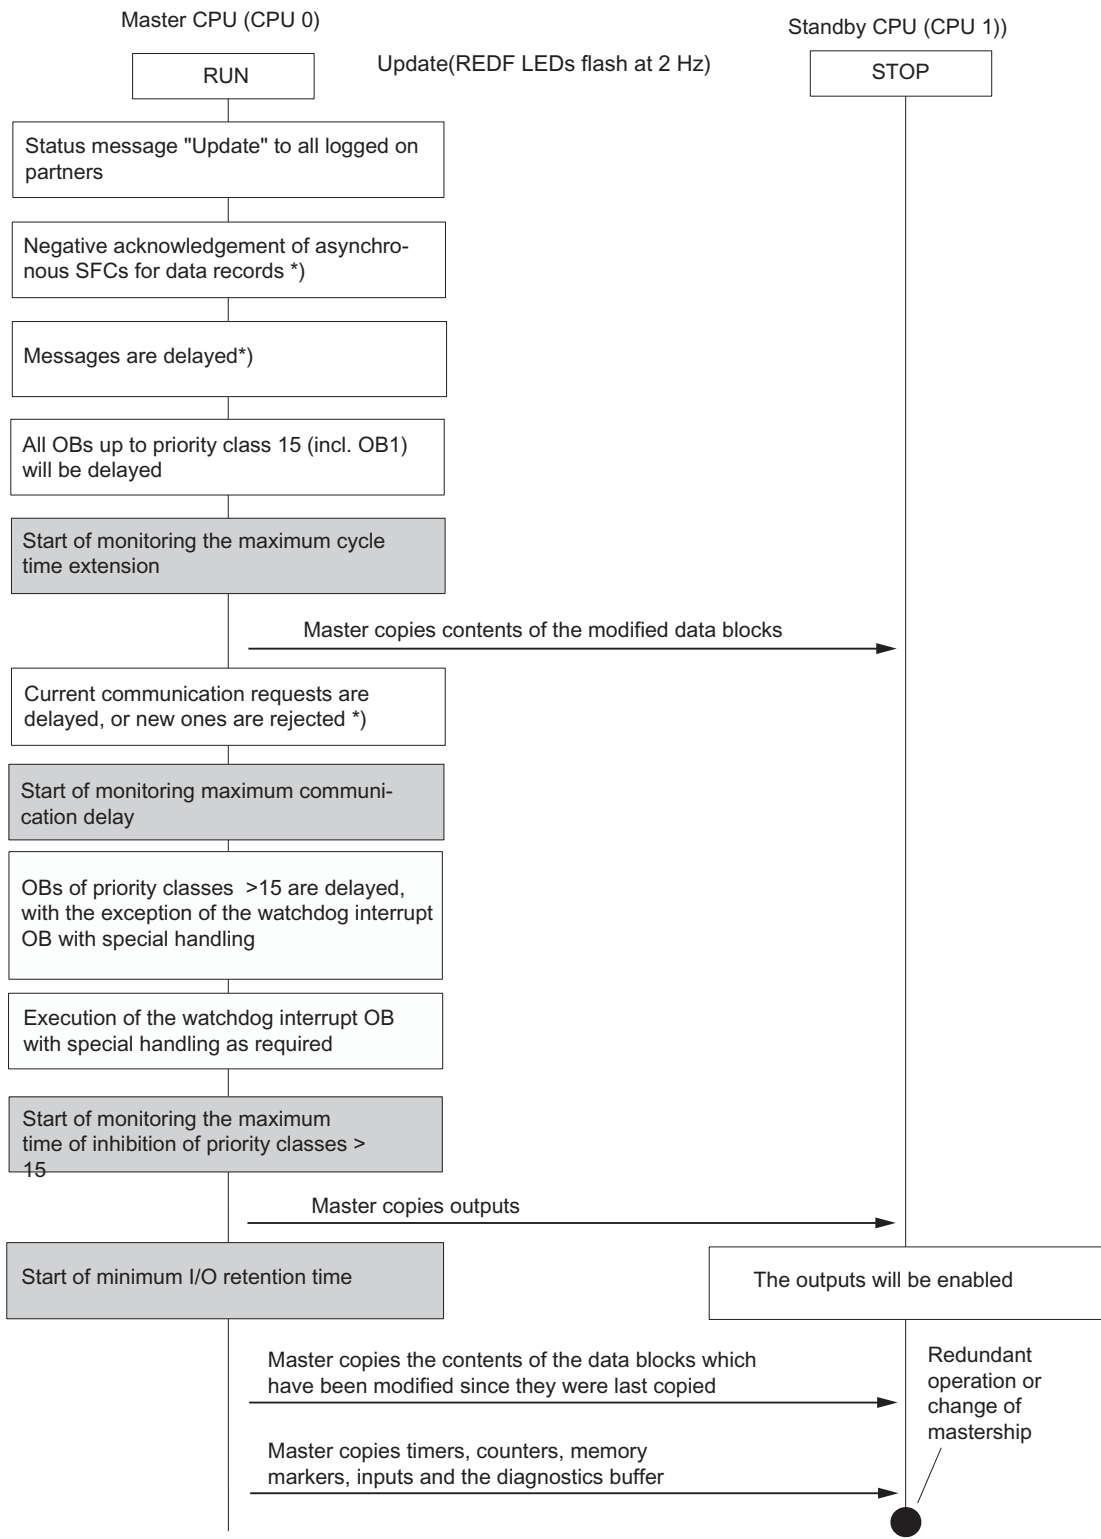 Master CPU (CPU 0)
Standby CPU (CPU 1))
Update(REDF LEDs flash at 2 Hz)
RUN
STOP
Status message "Update" to all logged on
partners
Negative acknowledgement of asynchro-
nous SFCs for data records *)
Messages are delayed*)
All OBs up to priority class 15 (incl. OB1)
will be delayed
Start of monitoring the maximum cycle
time extension
Master copies contents of the modified data blocks
Current communication requests are
delayed, or new ones are rejected *)
Start of monitoring maximum communi-
cation delay
OBs of priority classes >15 are delayed,
with the exception of the watchdog interrupt
OB with special handling
Execution of the watchdog interrupt OB
with special handling as required
Start of monitoring the maximum
time of inhibition of priority classes >
15
Master copies outputs
Start of minimum I/O retention time
The outputs will be enabled
Master copies the contents of the data blocks which
have been modified since they were last copied
Redundant
operation or
change of
mastership
Master copies timers, counters, memory
markers, inputs and the diagnostics buffer